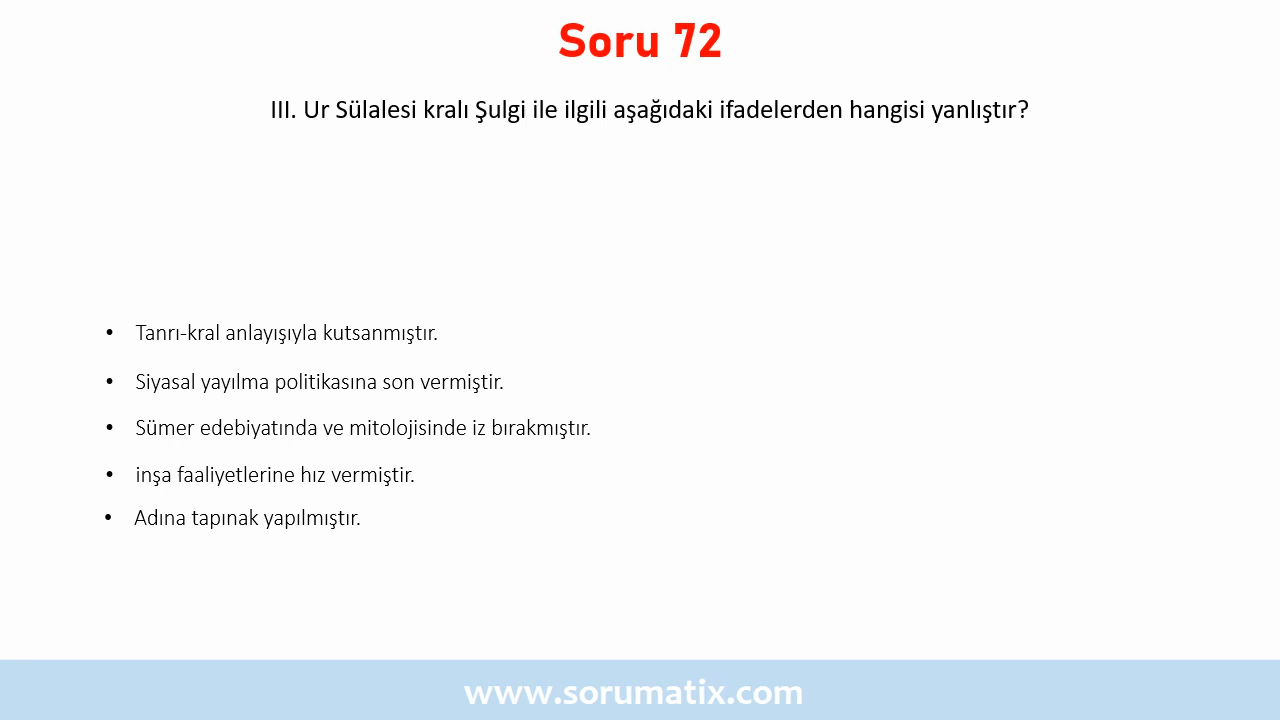 Soru 72
III. Ur Sülalesi kralı Şulgi ile ilgili aşağıdaki ifadelerden hangisi yanlıştır?
• Tanrı-kral anlayışıyla kutsanmıştır.
• Siyasal yayılma politikasına son vermiştir.
• Sümer edebiyatında ve mitolojisinde iz bırakmıştır.
• inşa faaliyetlerine hız vermiştir.
• Adına tapınak yapılmıştır.
www.sorumatix.com